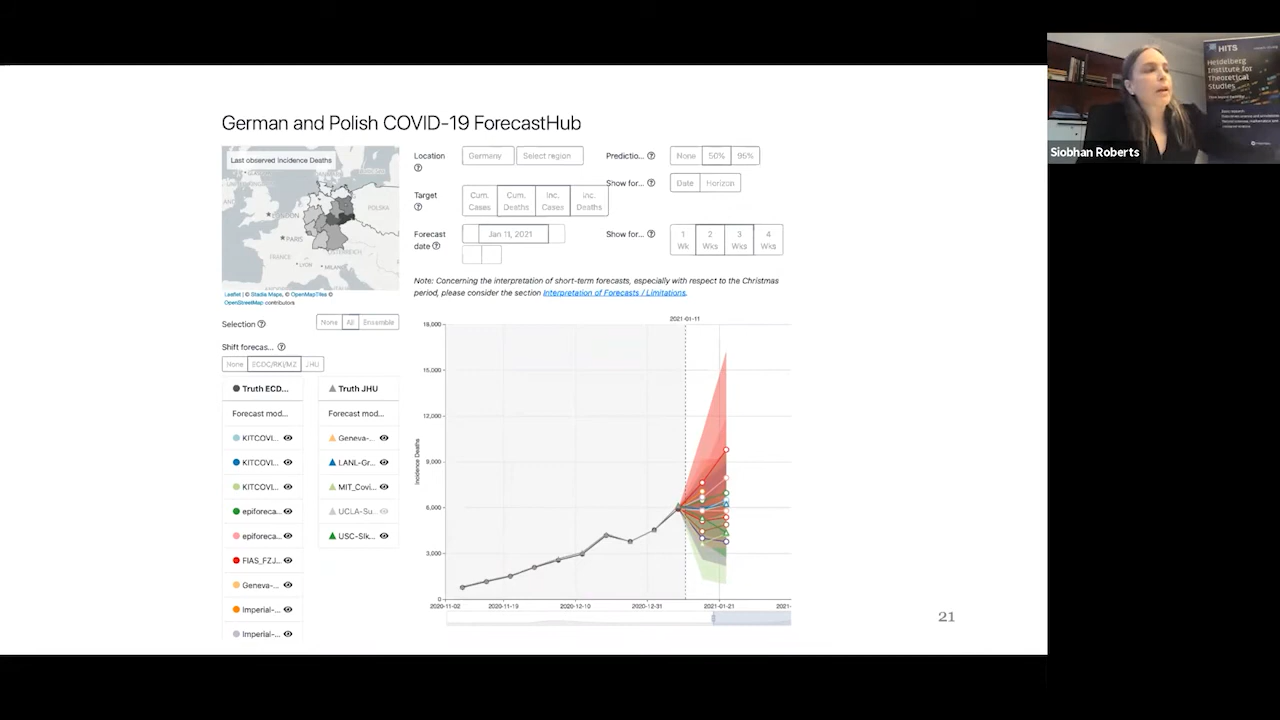 German and Polish COVID-19 ForecastHub
Last observed Incidence Deaths
LONDON
PARIS
FRANCE
LYON
MILANO
POLSKA
ÖSTERREICH
Leaflet | © Stadia Maps, © OpenMapTiles ©
OpenStreetMap contributors
Location
Germany
Select region
Target
Cum. Cases
Cum. Deaths
Inc. Cases
Inc. Deaths
Forecast date
Jan 11, 2021
Predictio...
None
50%
95%
Show for...
Date
Horizon
Show for...
1 Wk
2 Wks
3 Wks
4 Wks
Note: Concerning the interpretation of short-term forecasts, especially with respect to the Christmas
period, please consider the section Interpretation of Forecasts / Limitations.
Selection
None
All
Ensemble
Shift forecas...
None
ECDC/RKI/MZ
JHU
Truth ECD...
Forecast mod...
KITCOVI...
KITCOVI...
KITCOVI...
epiforeca...
epiforeca...
FIAS_FZJ...
Geneva-...
Imperial-...
Imperial-...
Truth JHU
Forecast mod...
Geneva-...
LANL-Gr...
MIT_Covi...
UCLA-Su...
USC-SIk...
2021-01-11
Incidence Deaths
18,000
15,000
12,000
9,000
6,000
3,000
0
2020-11-02
2020-11-19
2020-12-10
2020-12-31
2021-01-21
2021-
21
HITS
Heidelberg
Institute for
Theoretical
Studies
Siobhan Roberts